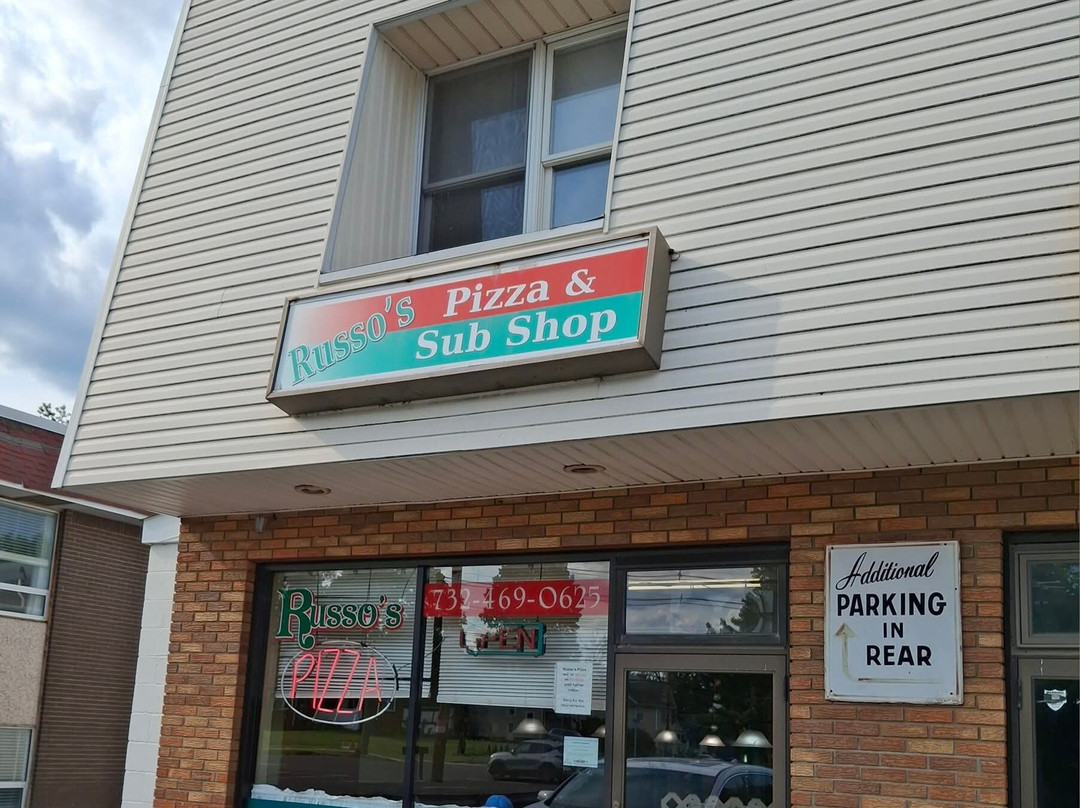 Russo's Pizza &
Sub Shop
Russo's
PIZZA
732-469-0625
OPEN
Additional
PARKING
IN
REAR